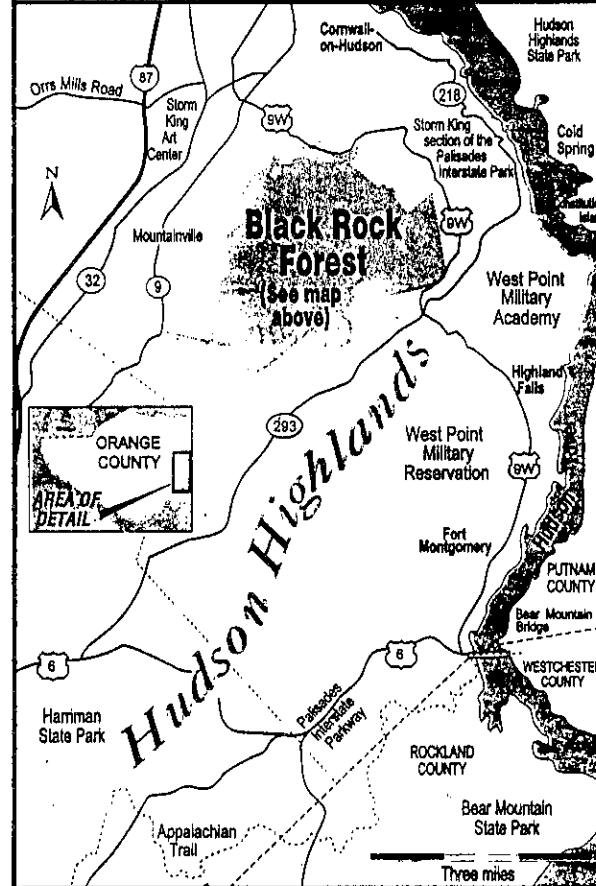 Cornwall-
on-Hudson
Hudson
Highlands
State Park
87
Orrs Mills Road
218
Storm
King
Art
Center
9W
Storm King
section of the
Palisades
Interstate Park
Cold
Spring
N
Mountainville
Black Rock
Forest
(See map
above)
9W
West Point
Military
Academy
32
9
Highland
Falls
293
Hudson Highlands
West Point
Military
Reservation
9W
ORANGE
COUNTY
AREA OF
DETAIL
Hudson
Fort
Montgomery
PUTNAM
COUNTY
Bear Mountain
Bridge
6
6
WESTCHESTER
COUNTY
Harriman
State Park
Palisades
Interstate
Parkway
ROCKLAND
COUNTY
Bear Mountain
State Park
Appalachian
Trail
Three miles